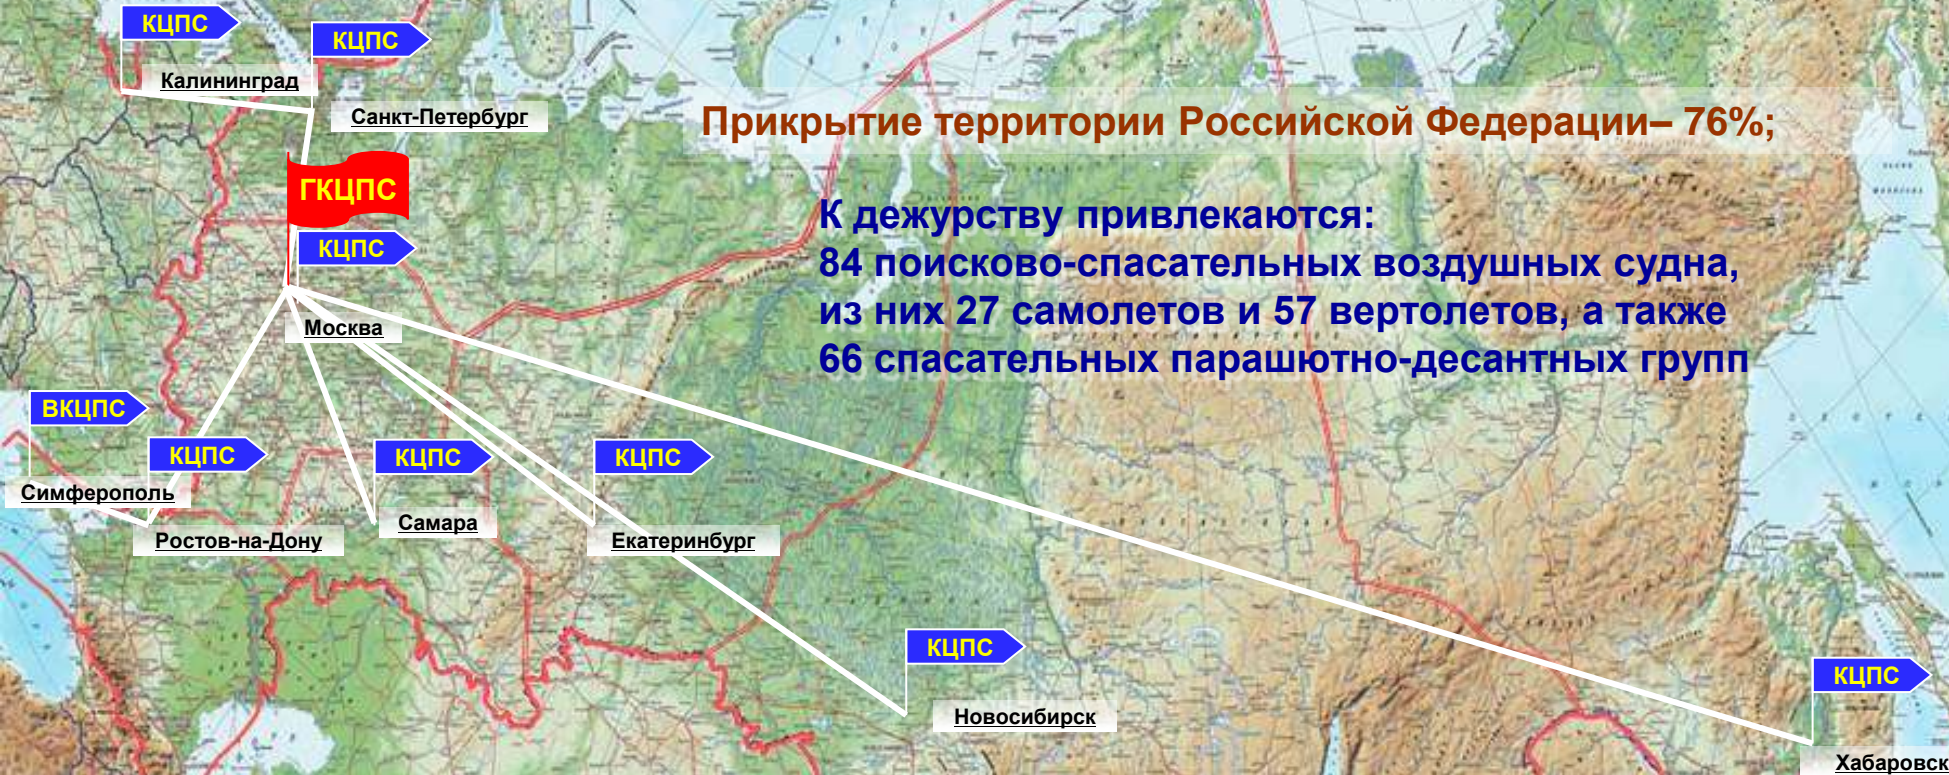 КЦПС
КЦПС
Калининград
Санкт-Петербург
Прикрытие территории Российской Федерации– 76%;
ГКЦПС
КЦПС
К дежурству привлекаются:
84 поисково-спасательных воздушных судна,
из них 27 самолетов и 57 вертолетов, а также
66 спасательных парашютно-десантных групп
Москва
ВКЦПС
КЦПС
КЦПС
КЦПС
Симферополь
Ростов-на-Дону
Самара
Екатеринбург
КЦПС
Новосибирск
КЦПС
Хабаровск